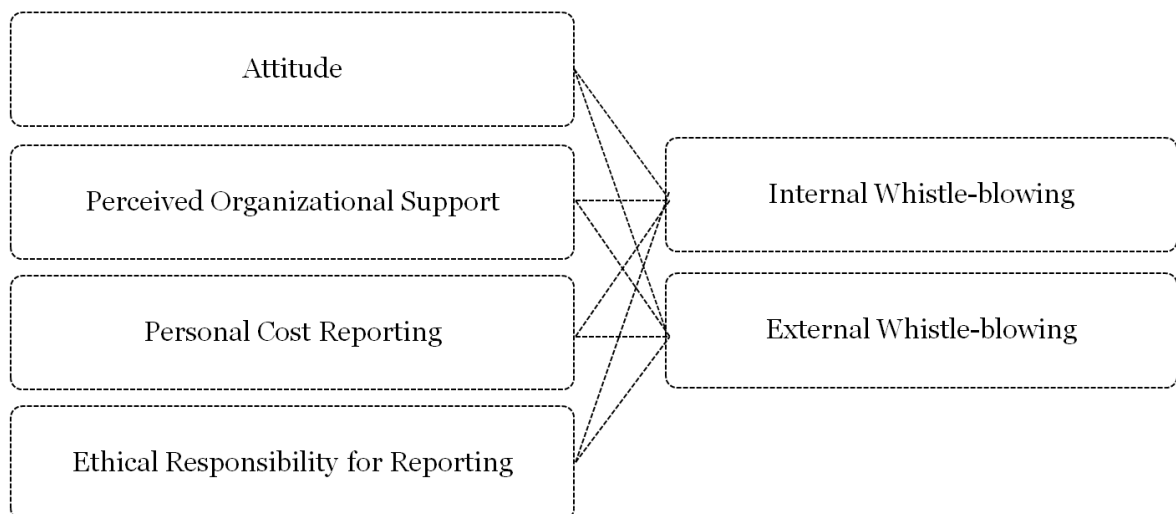 Attitude
Perceived Organizational Support
Personal Cost Reporting
Ethical Responsibility for Reporting
Internal Whistle-blowing
External Whistle-blowing